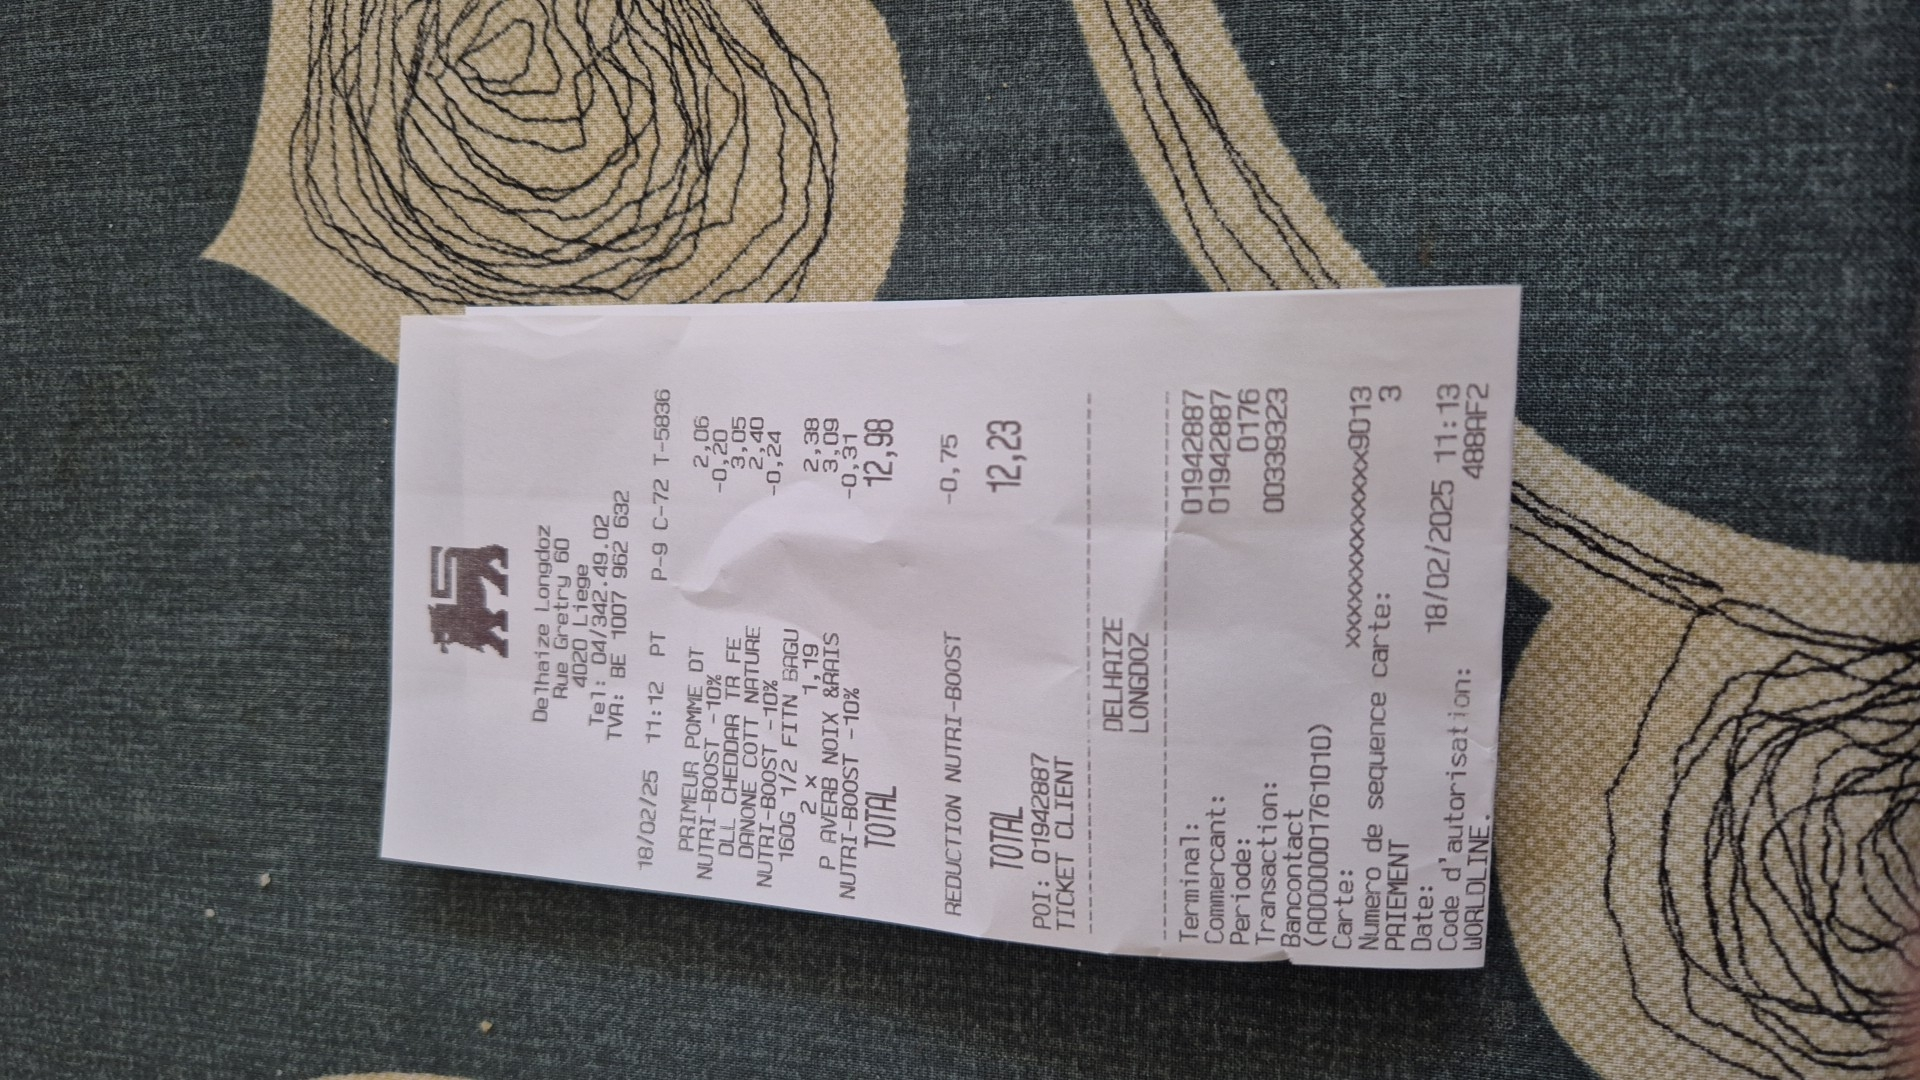 Delhaize Longdoz
Rue Gretry 60
4020 Liege
Tel: 04/342.49.02
TVA: BE 1007 962 632
18/02/25 11:12 PT P-9 C-72 T-5836
PRIMEUR POMME DT 2,06
NUTRI-BOOST -10% -0,20
DLL CHEDDAR TR FE 3,05
DANONE COTT NATURE 2,40
NUTRI-BOOST -10% -0,24
160G 1/2 FITN BAGU
2 x 1,19 2,38
P AVERB NOIX &RAIS 3,09
NUTRI-BOOST -10% -0,31
TOTAL 12,98
REDUCTION NUTRI-BOOST -0,75
TOTAL 12,23
POI: 01942887
TICKET CLIENT
--------------------------------
DELHAIZE
LONGDOZ
--------------------------------
Terminal: 01942887
Commercant: 01942887
Periode: 0176
Transaction: 00339323
Bancontact
(A0000001761010)
Carte: xxxxxxxxxxxxxxx9013
Numero de sequence carte: 3
PAIEMENT
Date: 18/02/2025 11:13
Code d'autorisation: 488AF2
WORLDLINE.